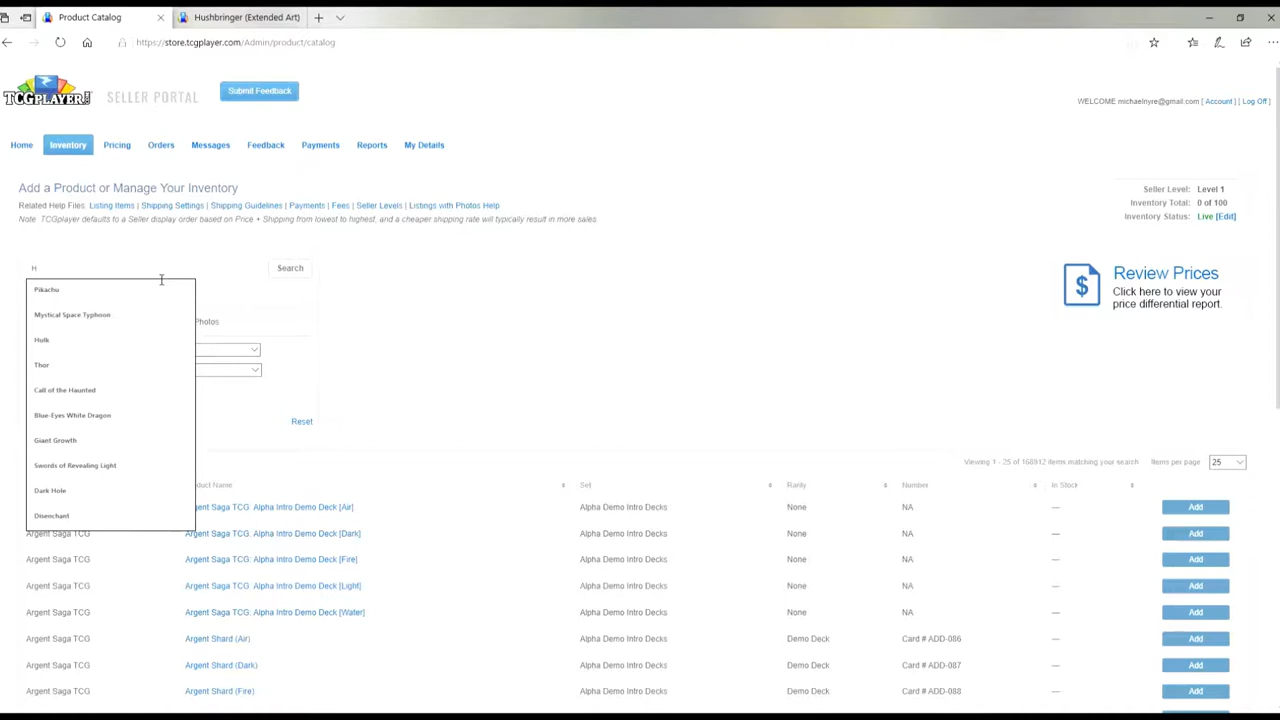 Product Catalog
Hushbringer (Extended Art)
https://store.tcgplayer.com/Admin/product/catalog
TCGPLAYER SELLER PORTAL Submit Feedback
WELCOME michaelnyre@gmail.com [ Account ] [ Log Off ]
Home Inventory Pricing Orders Messages Feedback Payments Reports My Details
Add a Product or Manage Your Inventory
Related Help Files: Listing Items | Shipping Settings | Shipping Guidelines | Payments | Fees | Seller Levels | Listings with Photos Help
Note TCGplayer defaults to a Seller display order based on Price + Shipping from lowest to highest, and a cheaper shipping rate will typically result in more sales.
Seller Level: Level 1
Inventory Total: 0 of 100
Inventory Status: Live [Edit]
H Search
Pikachu
Mystical Space Typhoon
Hulk
Thor
Call of the Haunted
Blue-Eyes White Dragon
Giant Growth
Swords of Revealing Light
Dark Hole
Disenchant
Photos
Reset
$ Review Prices
Click here to view your
price differential report.
Viewing 1 - 25 of 168912 items matching your search Items per page 25
duct Name Set Rarity Number In Stock
rgent Saga TCG: Alpha Intro Demo Deck [Air] Alpha Demo Intro Decks None NA — Add
Argent Saga TCG Argent Saga TCG: Alpha Intro Demo Deck [Dark] Alpha Demo Intro Decks None NA — Add
Argent Saga TCG Argent Saga TCG: Alpha Intro Demo Deck [Fire] Alpha Demo Intro Decks None NA — Add
Argent Saga TCG Argent Saga TCG: Alpha Intro Demo Deck [Light] Alpha Demo Intro Decks None NA — Add
Argent Saga TCG Argent Saga TCG: Alpha Intro Demo Deck [Water] Alpha Demo Intro Decks None NA — Add
Argent Saga TCG Argent Shard (Air) Alpha Demo Intro Decks Demo Deck Card # ADD-086 — Add
Argent Saga TCG Argent Shard (Dark) Alpha Demo Intro Decks Demo Deck Card # ADD-087 — Add
Argent Saga TCG Argent Shard (Fire) Alpha Demo Intro Decks Demo Deck Card # ADD-088 — Add